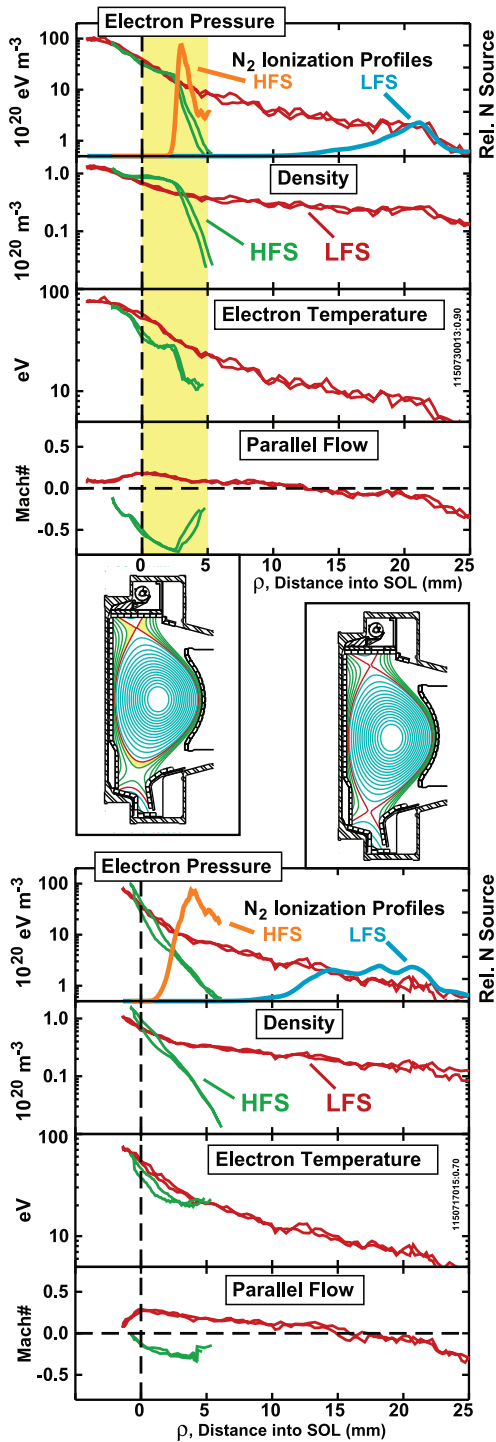 Electron Pressure
N2 Ionization Profiles
HFS
LFS
100
10
1
10^20 eV m^-3
Rel. N Source
Density
1.0
0.1
10^20 m^-3
HFS
LFS
Electron Temperature
100
10
eV
1150730013:0.90
Parallel Flow
0.5
0.0
-0.5
Mach#
0 5 10 15 20 25
ρ, Distance into SOL (mm)
Electron Pressure
N2 Ionization Profiles
HFS
LFS
100
10
1
10^20 eV m^-3
Rel. N Source
Density
1.0
0.1
10^20 m^-3
HFS
LFS
Electron Temperature
100
10
eV
1150717015:0.70
Parallel Flow
0.5
0.0
-0.5
Mach#
0 5 10 15 20 25
ρ, Distance into SOL (mm)